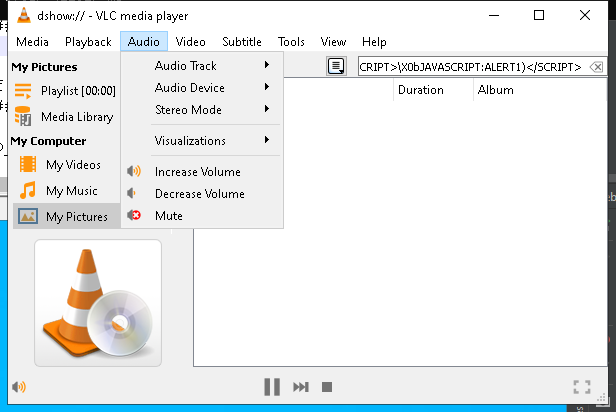 dshow:// - VLC media player
Media Playback Audio Video Subtitle Tools View Help
My Pictures
Playlist [00:00]
Media Library
My Computer
My Videos
My Music
My Pictures
Audio Track
Audio Device
Stereo Mode
Visualizations
Increase Volume
Decrease Volume
Mute
CRIPT>\X0bJAVASCRIPT:ALERT1)</SCRIPT>
Duration Album